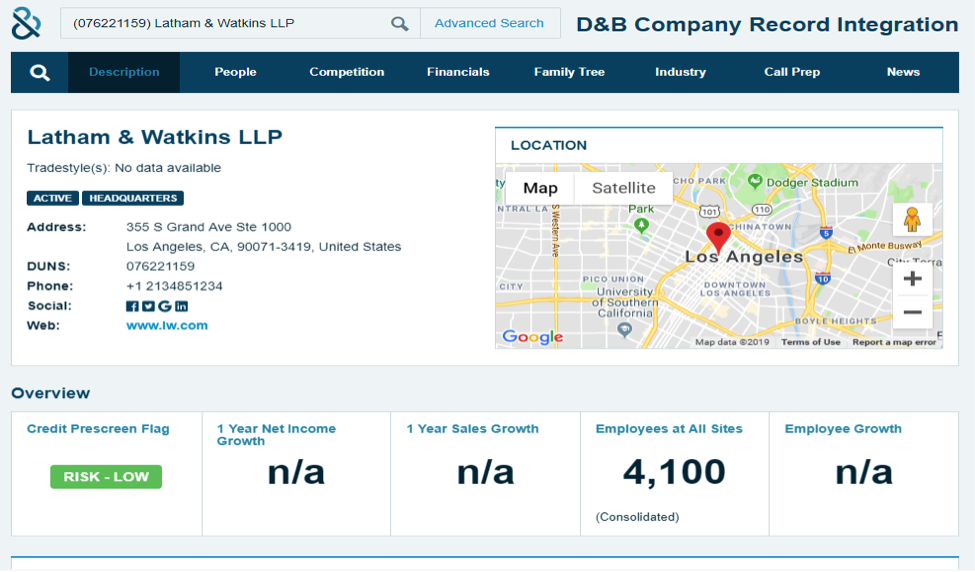 (076221159) Latham & Watkins LLP
Advanced Search
D&B Company Record Integration
Description
People
Competition
Financials
Family Tree
Industry
Call Prep
News
Latham & Watkins LLP
Tradestyle(s): No data available
ACTIVE
HEADQUARTERS
Address: 355 S Grand Ave Ste 1000
Los Angeles, CA, 90071-3419, United States
DUNS: 076221159
Phone: +1 2134851234
Social:
Web: www.lw.com
LOCATION
Map
Satellite
CHO PARK
Dodger Stadium
NTRAL LA
Park
101
110
S Western Ave
CHINATOWN
5
El Monte Busway
Los Angeles
City Terra
PICO UNION
10
CITY
DOWNTOWN
LOS ANGELES
University
of Southern
California
BOYLE HEIGHTS
Google
Map data ©2019
Terms of Use
Report a map error
Overview
Credit Prescreen Flag
RISK - LOW
1 Year Net Income
Growth
n/a
1 Year Sales Growth
n/a
Employees at All Sites
4,100
(Consolidated)
Employee Growth
n/a